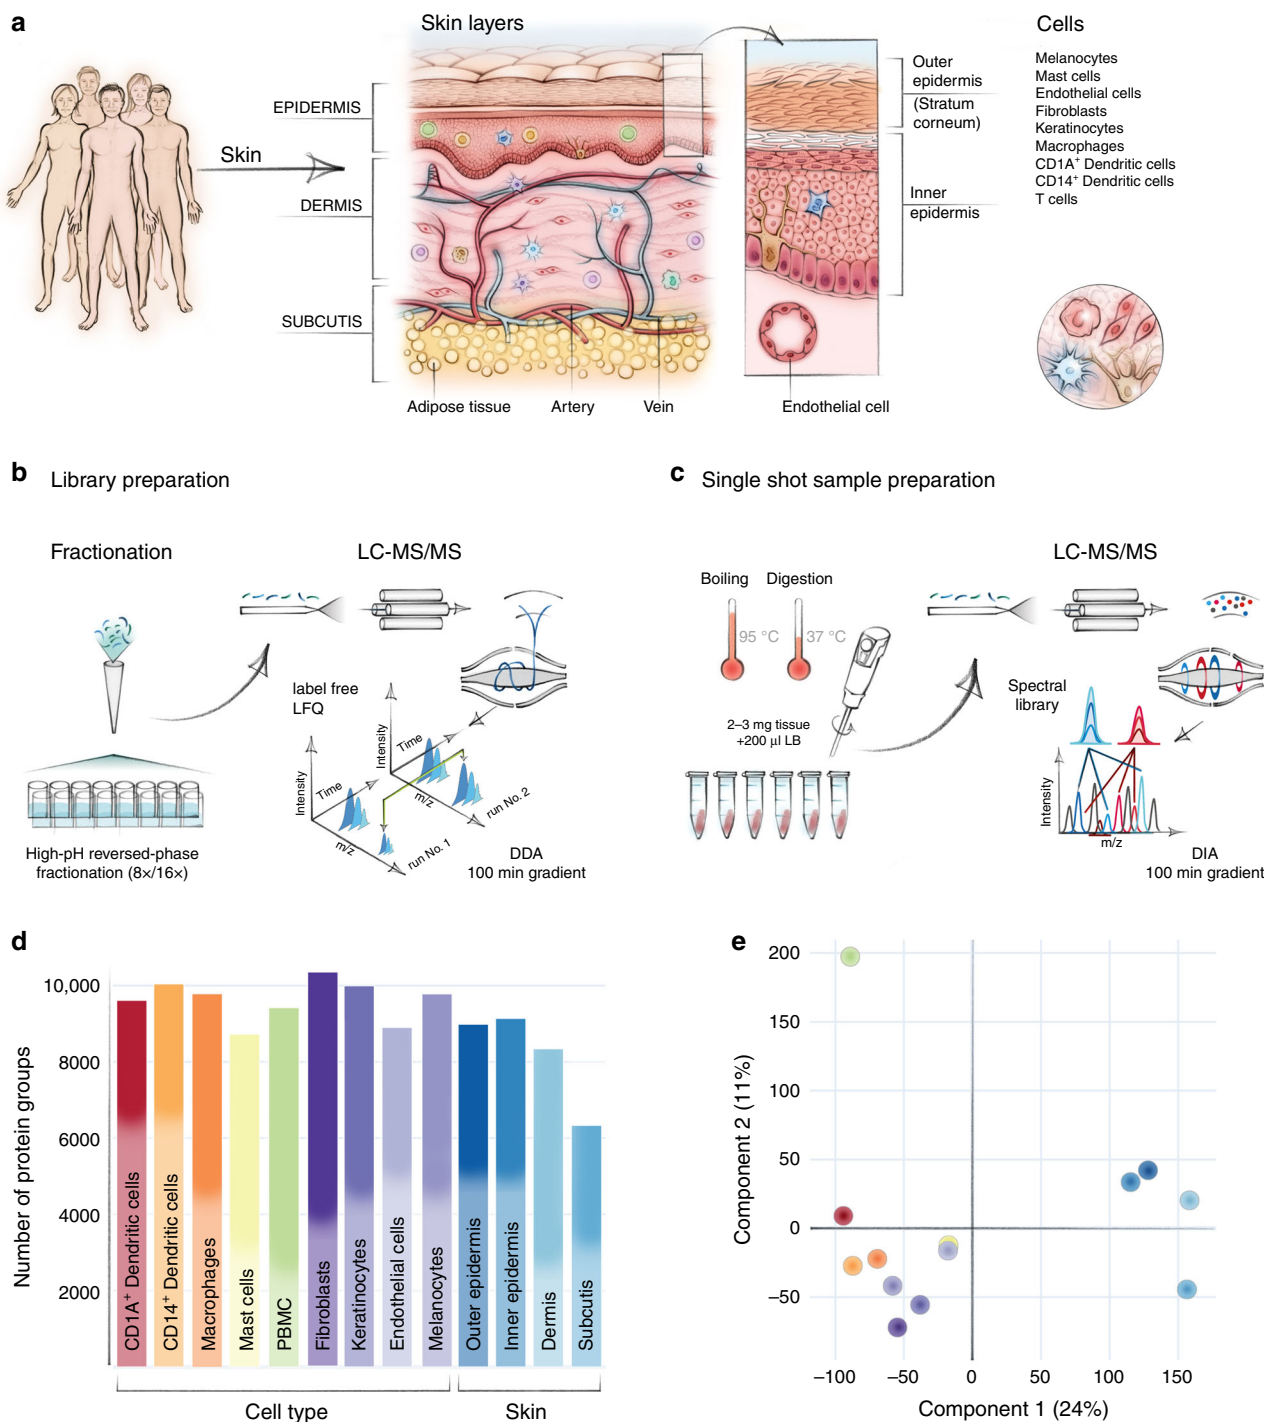 a
Skin layers
Cells
Skin
EPIDERMIS
DERMIS
SUBCUTIS
Adipose tissue
Artery
Vein
Endothelial cell
Outer
epidermis
(Stratum
corneum)
Inner
epidermis
Melanocytes
Mast cells
Endothelial cells
Fibroblasts
Keratinocytes
Macrophages
CD1A⁺ Dendritic cells
CD14⁺ Dendritic cells
T cells
b
Library preparation
Fractionation
LC-MS/MS
High-pH reversed-phase
fractionation (8×/16×)
label free
LFQ
Intensity
Time
m/z
run No. 1
Intensity
Time
m/z
run No. 2
DDA
100 min gradient
c
Single shot sample preparation
LC-MS/MS
Boiling
Digestion
95 °C
37 °C
2–3 mg tissue
+200 µl LB
Spectral
library
Intensity
m/z
DIA
100 min gradient
d
Number of protein groups
10,000
8000
6000
4000
2000
CD1A⁺ Dendritic cells
CD14⁺ Dendritic cells
Macrophages
Mast cells
PBMC
Fibroblasts
Keratinocytes
Endothelial cells
Melanocytes
Outer epidermis
Inner epidermis
Dermis
Subcutis
Cell type
Skin
e
Component 2 (11%)
200
150
100
50
0
–50
–100
–50
0
50
100
150
Component 1 (24%)